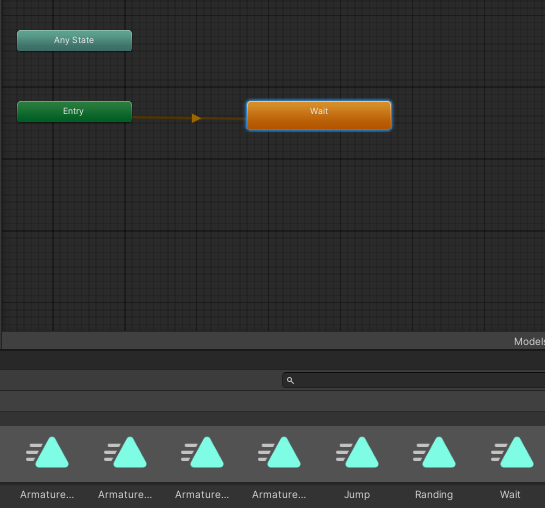 Any State
Entry
Wait
Models
Armature...
Armature...
Armature...
Armature...
Jump
Randing
Wait